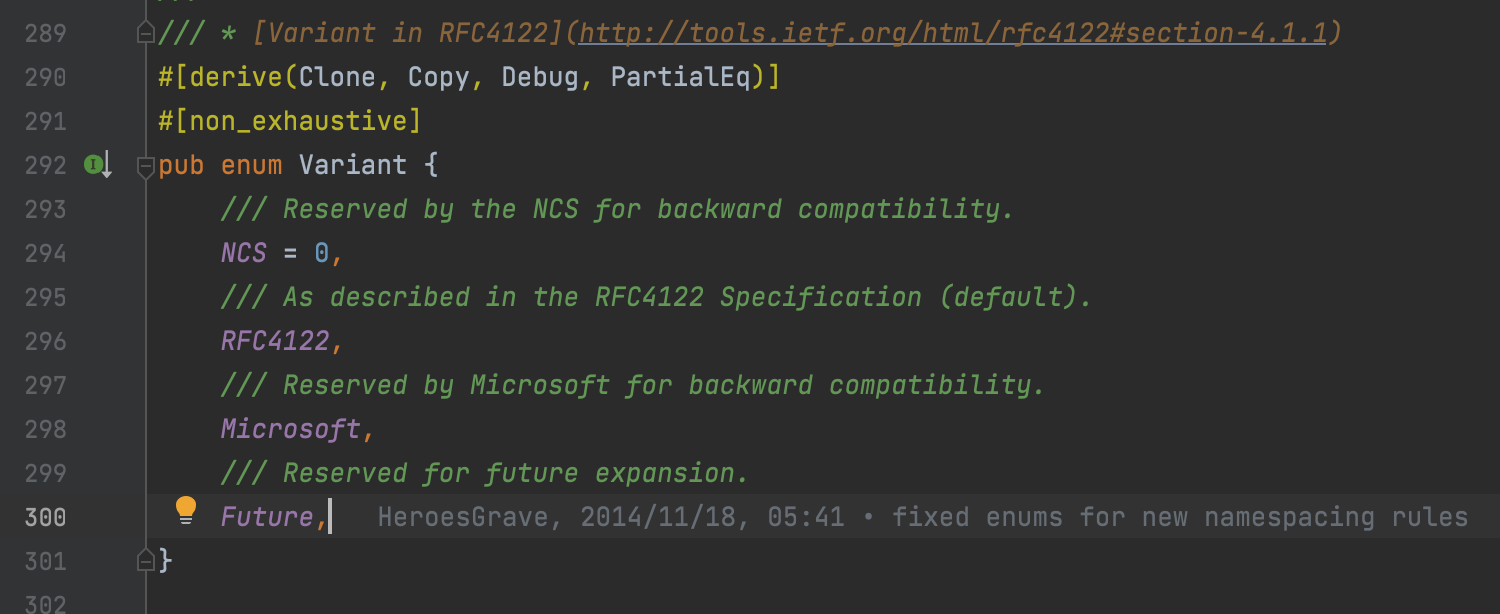 289 /// * [Variant in RFC4122](http://tools.ietf.org/html/rfc4122#section-4.1.1)
290 #[derive(Clone, Copy, Debug, PartialEq)]
291 #[non_exhaustive]
292 pub enum Variant {
293 /// Reserved by the NCS for backward compatibility.
294 NCS = 0,
295 /// As described in the RFC4122 Specification (default).
296 RFC4122,
297 /// Reserved by Microsoft for backward compatibility.
298 Microsoft,
299 /// Reserved for future expansion.
300 Future, HeroesGrave, 2014/11/18, 05:41 • fixed enums for new namespacing rules
301 }
302